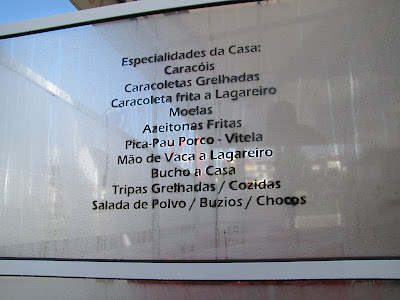 Especialidades da Casa:
Caracóis
Caracoletas Grelhadas
Caracoleta frita a Lagareiro
Moelas
Azeitonas Fritas
Pica-Pau Porco - Vitela
Mão de Vaca a Lagareiro
Bucho a Casa
Tripas Grelhadas / Cozidas
Salada de Polvo / Buzios / Chocos